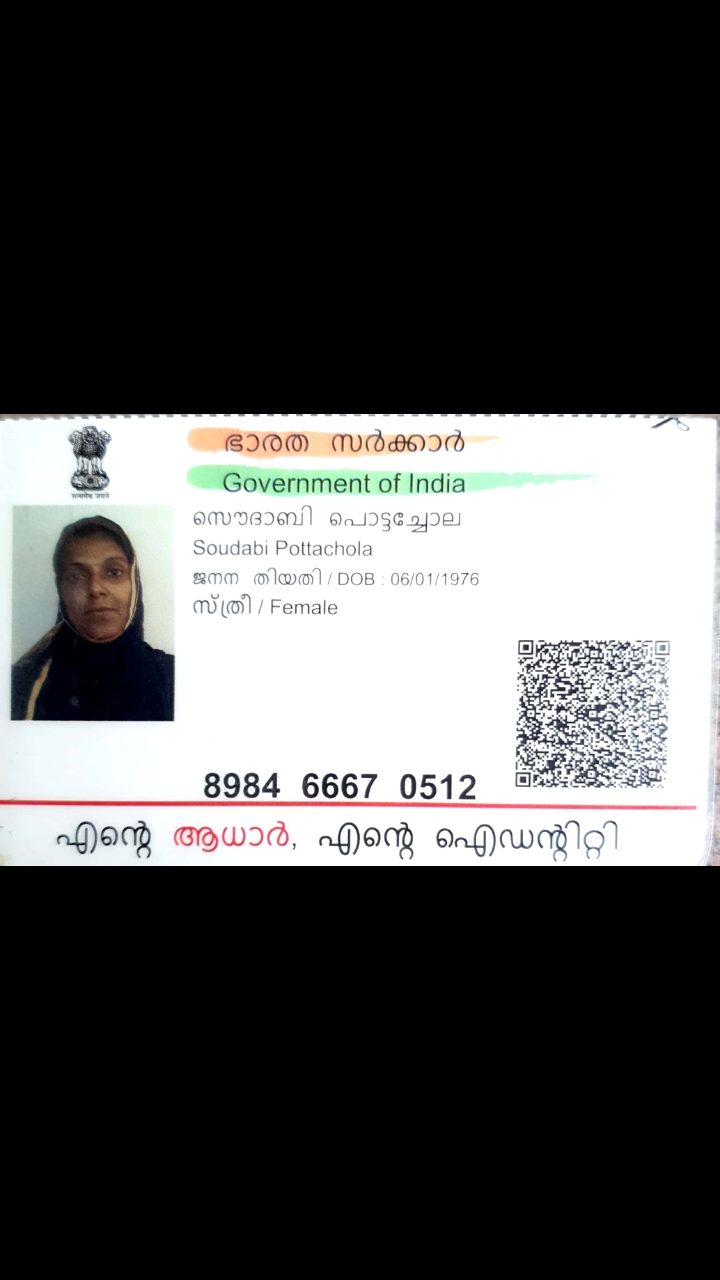 ഭാരത സർക്കാർ
Government of India
सत्यमेव जयते
സൌദാബി പൊട്ടച്ചോല
Soudabi Pottachola
ജനന തിയതി / DOB : 06/01/1976
സ്ത്രീ / Female
8984 6667 0512
എന്റെ ആധാർ, എന്റെ ഐഡന്റിറ്റി